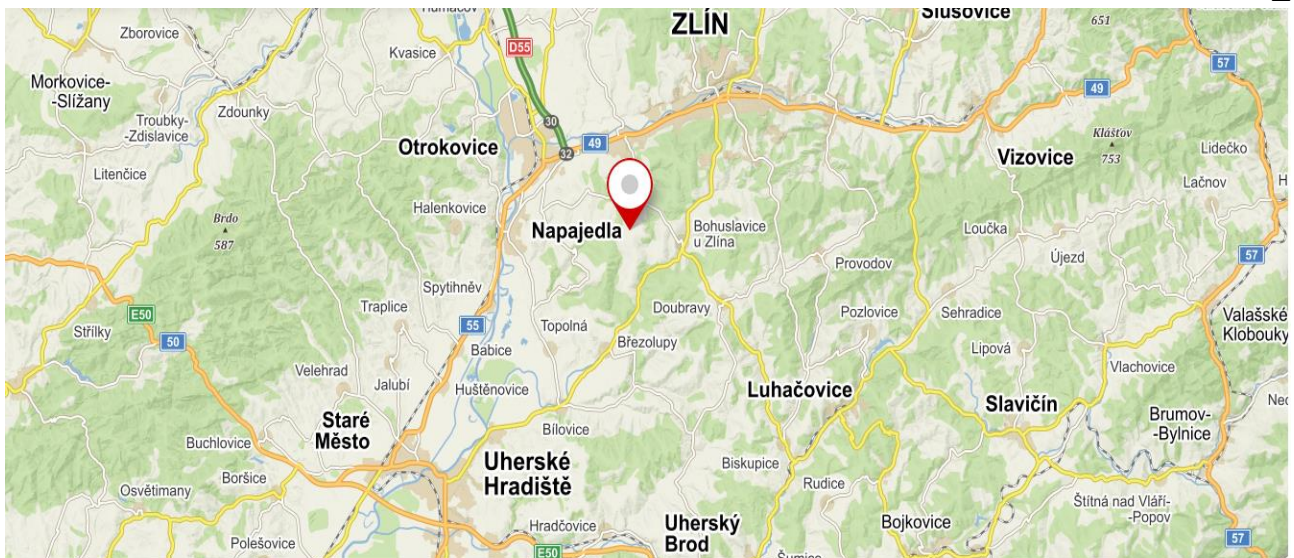 ZLÍN
Slušovice
651
Zborovice
Kvasice
D55
57
Morkovice-
-Slížany
Troubky-
-Zdislavice
Zdounky
49
30
Otrokovice
49
32
Klášťov
753
Vizovice
Lidečko
Litenčice
Lačnov
Brdo
587
Halenkovice
Napajedla
Bohuslavice
u Zlína
Loučka
Újezd
57
Provodov
Spytihněv
Traplice
Doubravy
Pozlovice
Sehradice
Valašské
Klobouky
E50
55
Topolná
Střílky
50
Babice
Březolupy
Lipová
Velehrad
Jalubí
Huštěnovice
Vlachovice
Luhačovice
Slavičín
Staré
Město
Brumov-
-Bylnice
Buchlovice
Bílovice
Uherské
Hradiště
Biskupice
Boršice
Rudice
Osvětimany
Štítná nad Vláří-
-Popov
Hradčovice
Uherský
Brod
Bojkovice
Polešovice
E50
57